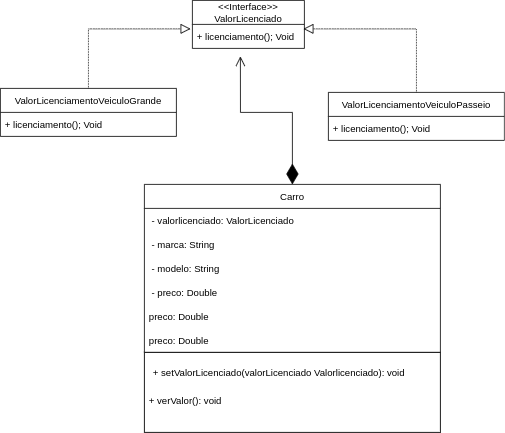 <<Interface>>
ValorLicenciado
+ licenciamento(); Void
ValorLicenciamentoVeiculoGrande
+ licenciamento(); Void
ValorLicenciamentoVeiculoPasseio
+ licenciamento(); Void
Carro
- valorlicenciado: ValorLicenciado
- marca: String
- modelo: String
- preco: Double
preco: Double
preco: Double
+ setValorLicenciado(valorLicenciado Valorlicenciado): void
+ verValor(): void